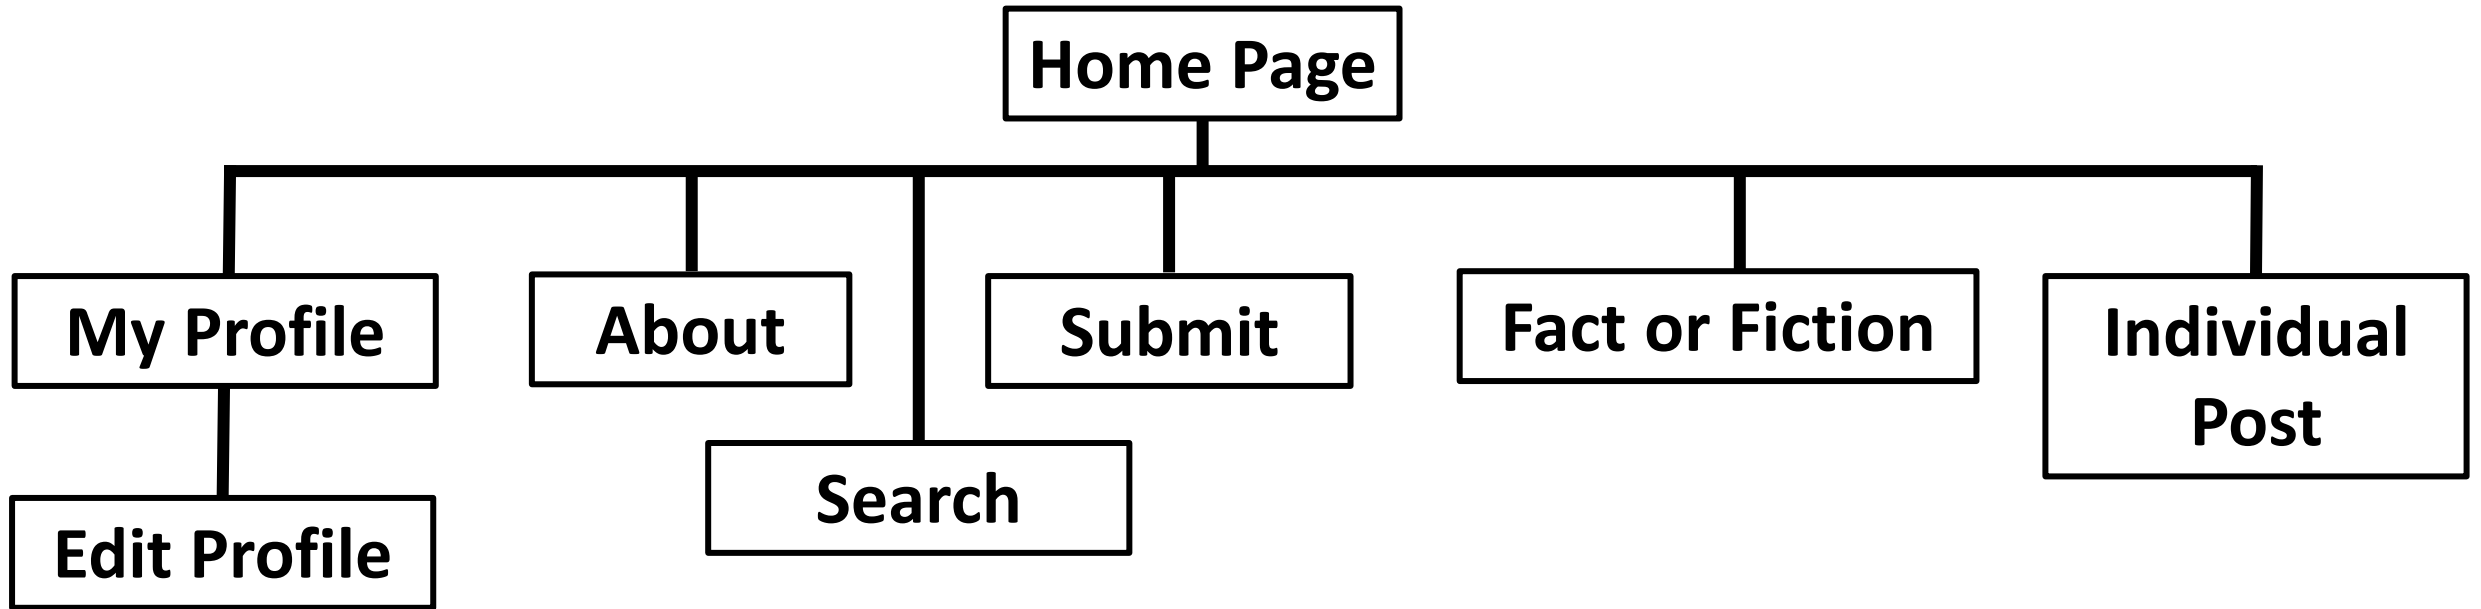 Home Page
My Profile
About
Submit
Fact or Fiction
Individual
Post
Search
Edit Profile